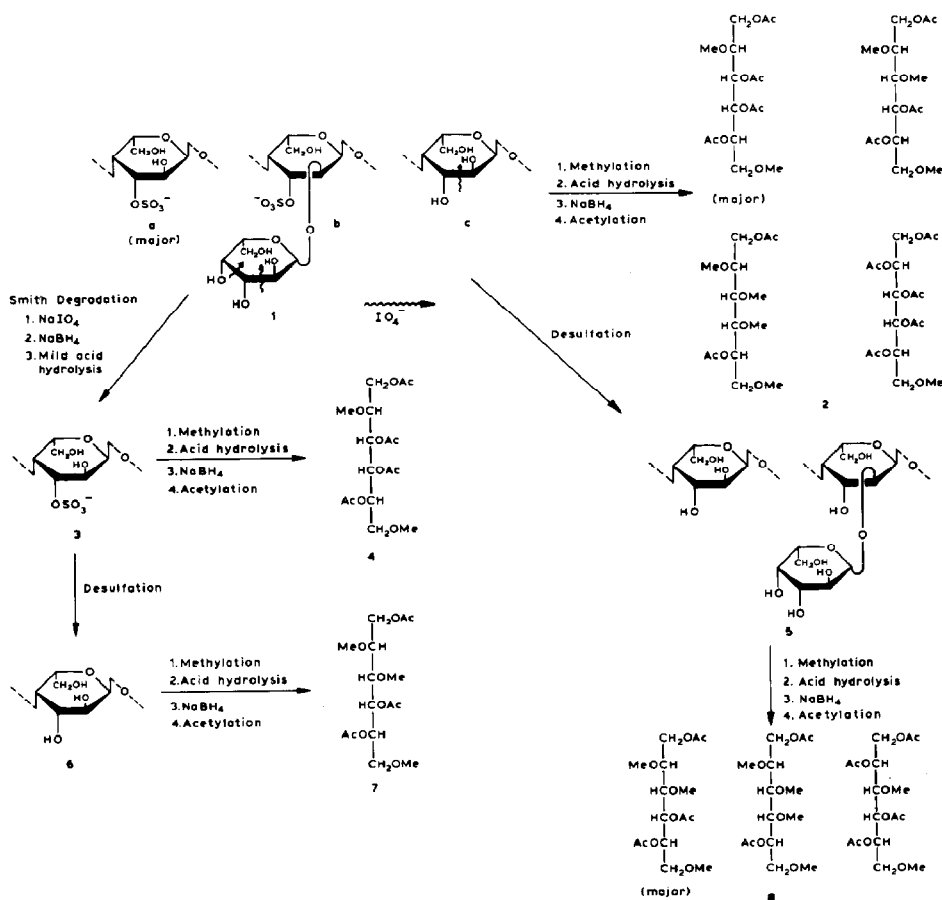 CH₂OAc
MeOCH
HCOAc
HCOAc
AcOCH
CH₂OMe
(major)
CH₂OAc
MeOCH
HCOMe
HCOAc
AcOCH
CH₂OMe
O
CH₂OH
HO
O
OSO₃⁻
a
(major)
O
CH₂OH
O
⁻O₃SO
b
O
O
CH₂OH
HO
HO
HO
1
O
CH₂OH
HO
O
HO
c
1. Methylation
2. Acid hydrolysis
3. NaBH₄
4. Acetylation
CH₂OAc
MeOCH
HCOMe
HCOMe
AcOCH
CH₂OMe
CH₂OAc
AcOCH
HCOAc
HCOAc
AcOCH
CH₂OMe
2
Smith Degradation
1. NaIO₄
2. NaBH₄
3. Mild acid
hydrolysis
IO₄⁻
Desulfation
O
CH₂OH
HO
O
OSO₃⁻
3
1. Methylation
2. Acid hydrolysis
3. NaBH₄
4. Acetylation
CH₂OAc
MeOCH
HCOAc
HCOAc
AcOCH
CH₂OMe
4
O
CH₂OH
HO
O
HO
O
CH₂OH
O
HO
O
O
CH₂OH
HO
HO
HO
5
Desulfation
O
CH₂OH
HO
O
HO
6
1. Methylation
2. Acid hydrolysis
3. NaBH₄
4. Acetylation
CH₂OAc
MeOCH
HCOMe
HCOAc
AcOCH
CH₂OMe
7
1. Methylation
2. Acid hydrolysis
3. NaBH₄
4. Acetylation
CH₂OAc
MeOCH
HCOMe
HCOAc
AcOCH
CH₂OMe
(major)
CH₂OAc
MeOCH
HCOMe
HCOMe
AcOCH
CH₂OMe
CH₂OAc
AcOCH
HCOMe
HCOAc
AcOCH
CH₂OMe
8